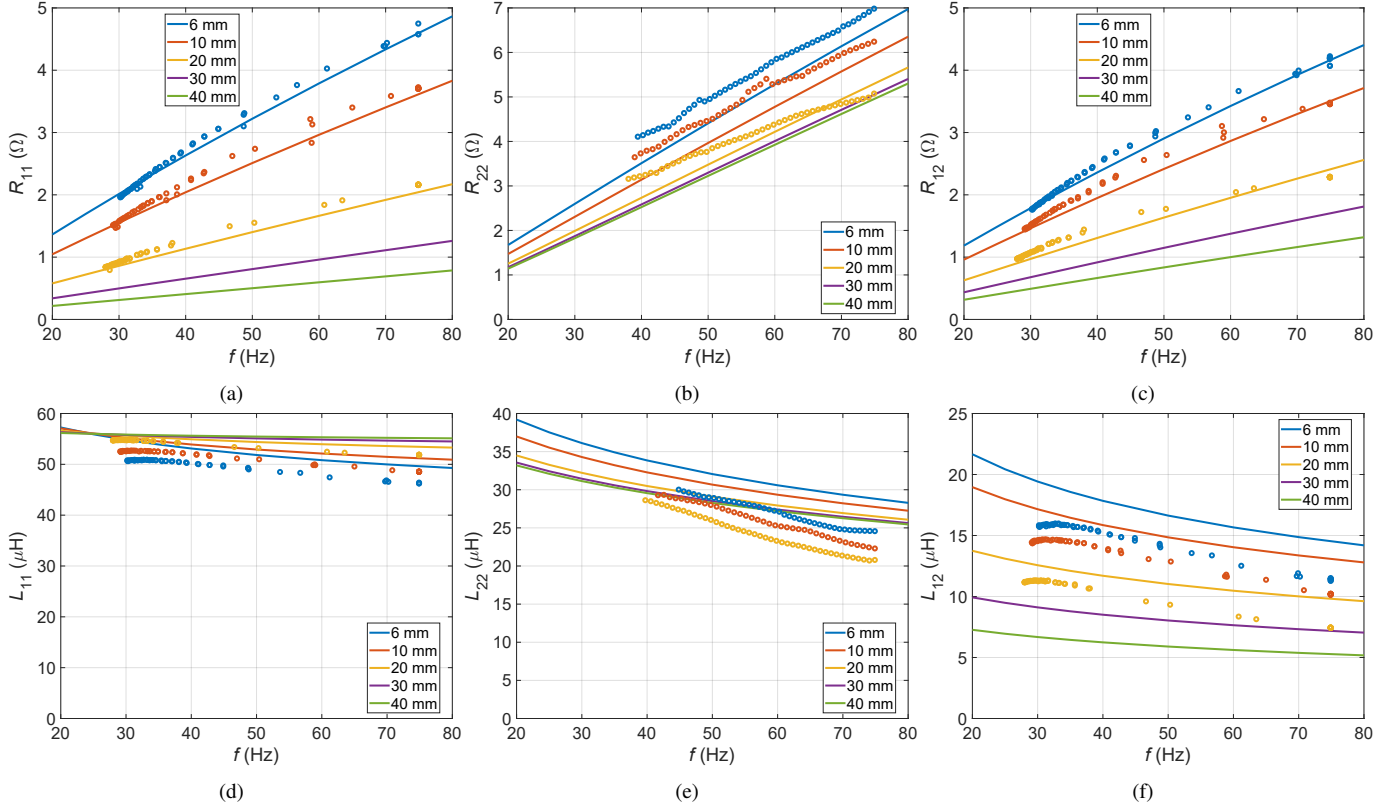 5
4
3
2
1
0
R11 (Ω)
20 30 40 50 60 70 80
f (Hz)
6 mm
10 mm
20 mm
30 mm
40 mm
(a)
7
6
5
4
3
2
1
0
R22 (Ω)
20 30 40 50 60 70 80
f (Hz)
6 mm
10 mm
20 mm
30 mm
40 mm
(b)
5
4
3
2
1
0
R12 (Ω)
20 30 40 50 60 70 80
f (Hz)
6 mm
10 mm
20 mm
30 mm
40 mm
(c)
60
50
40
30
20
10
0
L11 (μH)
20 30 40 50 60 70 80
f (Hz)
6 mm
10 mm
20 mm
30 mm
40 mm
(d)
40
35
30
25
20
15
10
5
0
L22 (μH)
20 30 40 50 60 70 80
f (Hz)
6 mm
10 mm
20 mm
30 mm
40 mm
(e)
25
20
15
10
5
0
L12 (μH)
20 30 40 50 60 70 80
f (Hz)
6 mm
10 mm
20 mm
30 mm
40 mm
(f)